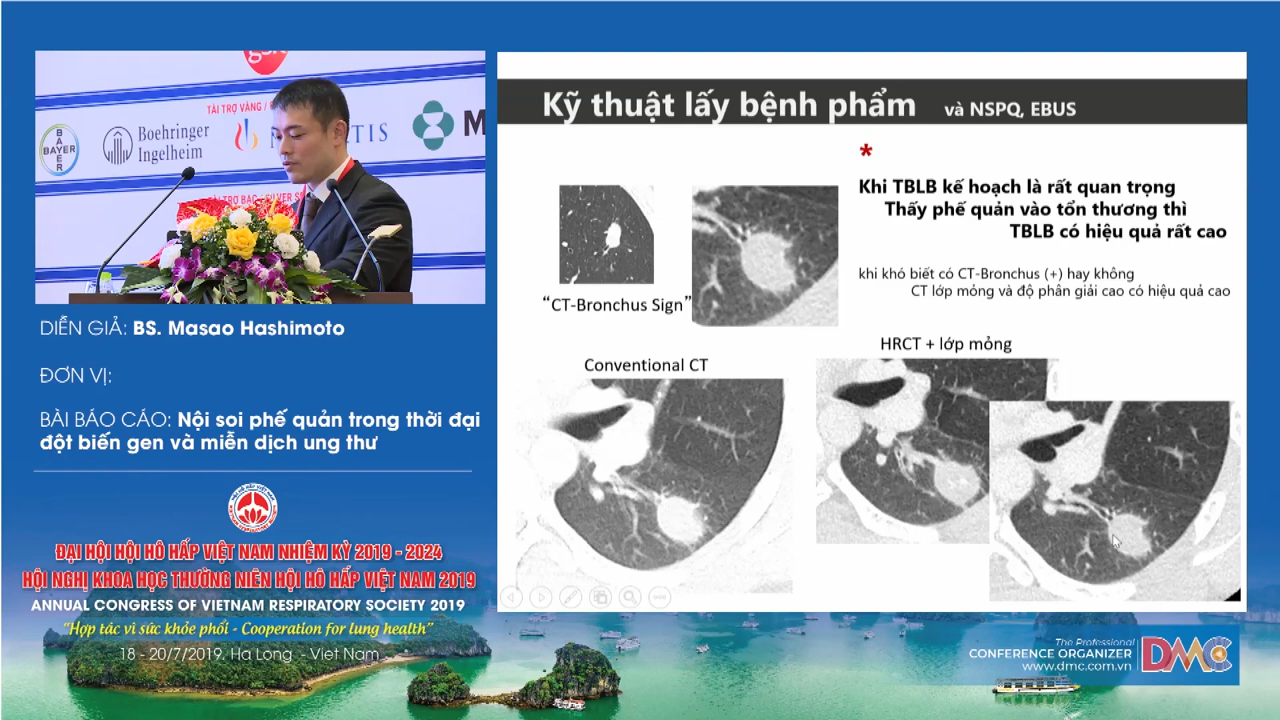 gsk
TÀI TRỢ VÀNG /
BAYER
BAYER
Boehringer
Ingelheim
TIS
M
TÀI TRỢ BẠC
DIỄN GIẢ: BS. Masao Hashimoto
ĐƠN VỊ:
BÀI BÁO CÁO: Nội soi phế quản trong thời đại
đột biến gen và miễn dịch ung thư
ĐẠI HỘI HỘI HÔ HẤP VIỆT NAM NHIỆM KỲ 2019 - 2024
HỘI NGHỊ KHOA HỌC THƯỜNG NIÊN HỘI HÔ HẤP VIỆT NAM 2019
ANNUAL CONGRESS OF VIETNAM RESPIRATORY SOCIETY 2019
“Hợp tác vì sức khỏe phổi - Cooperation for lung health”
18 - 20/7/2019. Ha Long - Viet Nam
Kỹ thuật lấy bệnh phẩm và NSPQ, EBUS
*
Khi TBLB kế hoạch là rất quan trọng
Thấy phế quản vào tổn thương thì
TBLB có hiệu quả rất cao
khi khó biết có CT-Bronchus (+) hay không
CT lớp mỏng và độ phân giải cao có hiệu quả cao
“CT-Bronchus Sign”
HRCT + lớp mỏng
Conventional CT
The Professional
CONFERENCE ORGANIZER
www.dmc.com.vn
DMC